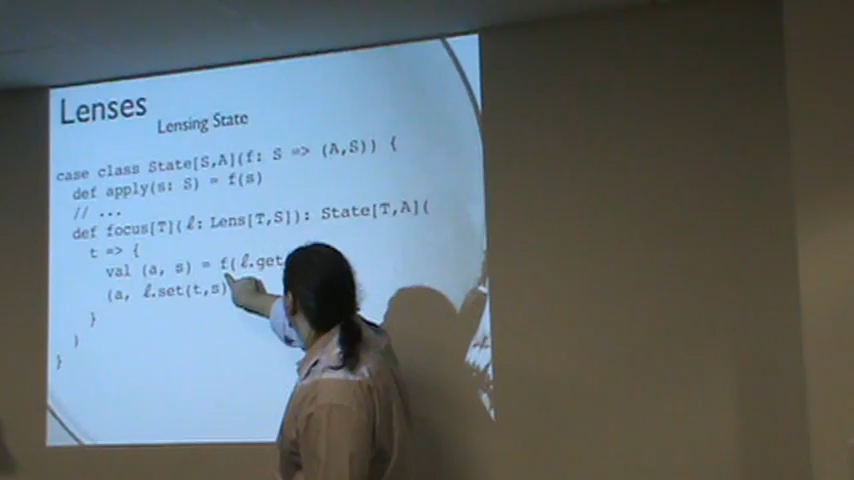 Lenses
Lensing State
case class State[S,A](f: S => (A,S)) {
def apply(s: S) = f(s)
// ...
def focus[T](ℓ: Lens[T,S]): State[T,A](
t => {
val (a, s) = f(ℓ.get
(a, ℓ.set(t,s)
}
)
}